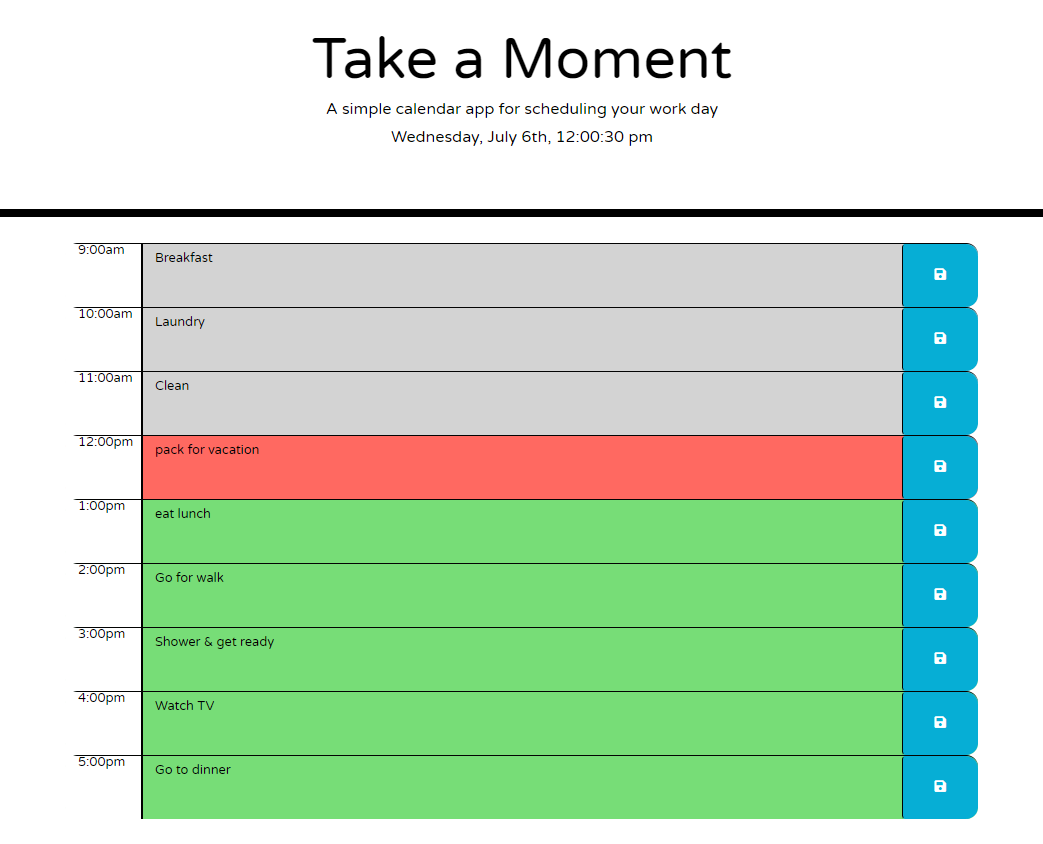 Take a Moment
A simple calendar app for scheduling your work day
Wednesday, July 6th, 12:00:30 pm
9:00am Breakfast
10:00am Laundry
11:00am Clean
12:00pm pack for vacation
1:00pm eat lunch
2:00pm Go for walk
3:00pm Shower & get ready
4:00pm Watch TV
5:00pm Go to dinner